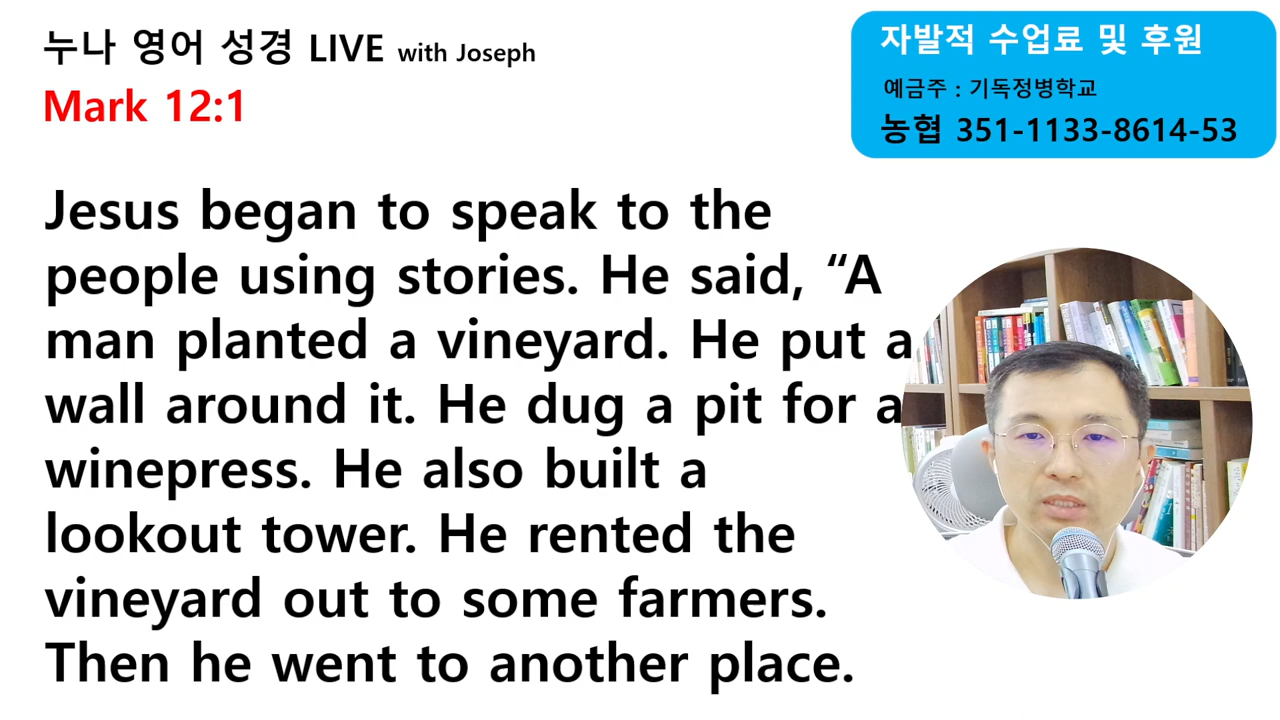 누나 영어 성경 LIVE with Joseph
Mark 12:1
자발적 수업료 및 후원
예금주 : 기독정병학교
농협 351-1133-8614-53
Jesus began to speak to the
people using stories. He said, “A
man planted a vineyard. He put a
wall around it. He dug a pit for a
winepress. He also built a
lookout tower. He rented the
vineyard out to some farmers.
Then he went to another place.